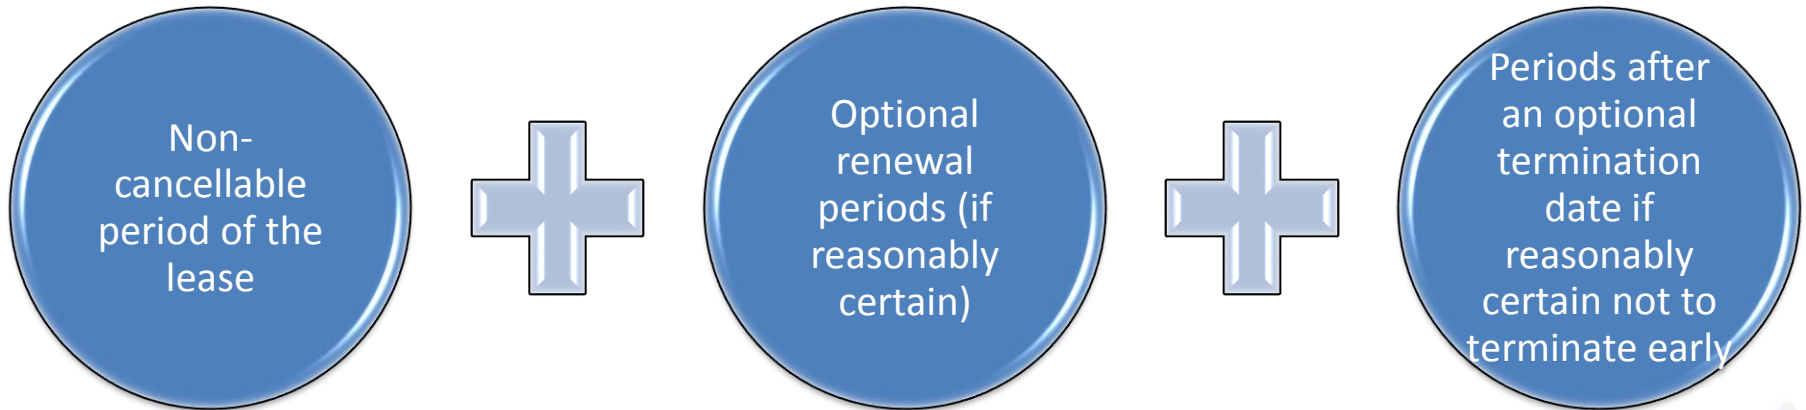 Non-
cancellable
period of the
lease
Optional
renewal
periods (if
reasonably
certain)
Periods after
an optional
termination
date if
reasonably
certain not to
terminate early